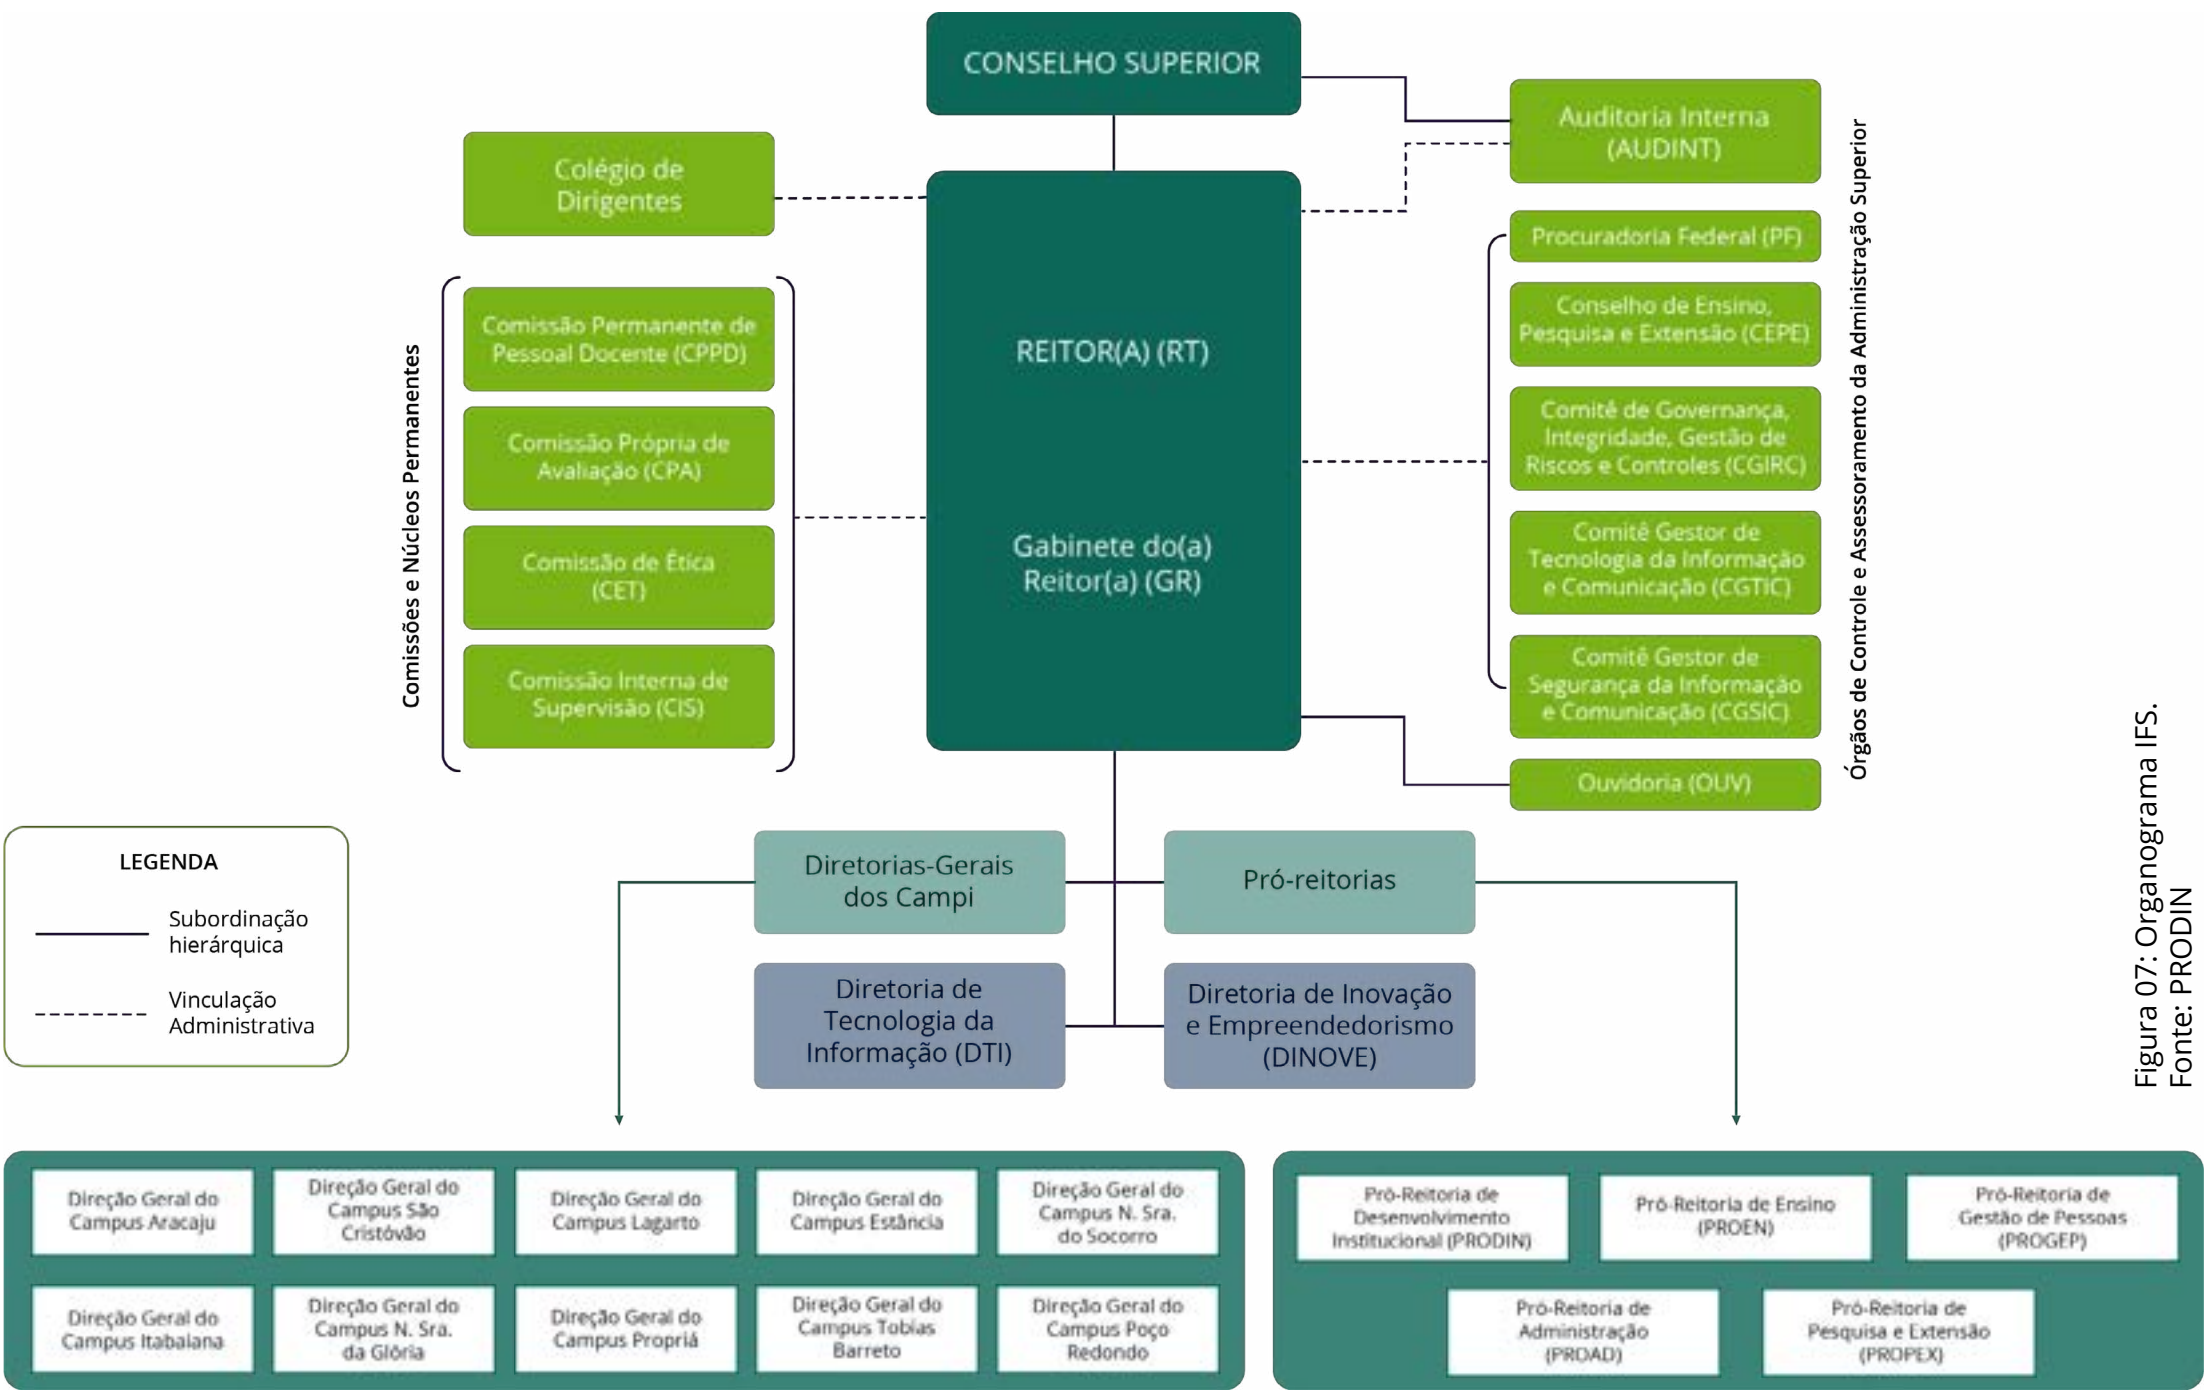 CONSELHO SUPERIOR
Auditoria Interna
(AUDINT)
Colégio de
Dirigentes
Procuradoria Federal (PF)
Conselho de Ensino,
Pesquisa e Extensão (CEPE)
Comitê de Governança,
Integridade, Gestão de
Riscos e Controles (CGIRC)
Comitê Gestor de
Tecnologia da Informação
e Comunicação (CGTIC)
Comitê Gestor de
Segurança da Informação
e Comunicação (CGSIC)
Ouvidoria (OUV)
Órgãos de Controle e Assessoramento da Administração Superior
REITOR(A) (RT)
Gabinete do(a)
Reitor(a) (GR)
Comissões e Núcleos Permanentes
Comissão Permanente de
Pessoal Docente (CPPD)
Comissão Própria de
Avaliação (CPA)
Comissão de Ética
(CET)
Comissão Interna de
Supervisão (CIS)
LEGENDA
Subordinação
hierárquica
Vinculação
Administrativa
Diretorias-Gerais
dos Campi
Pró-reitorias
Diretoria de
Tecnologia da
Informação (DTI)
Diretoria de Inovação
e Empreendedorismo
(DINOVE)
Figura 07: Organograma IFS.
Fonte: PRODIN
Direção Geral do
Campus Aracaju
Direção Geral do
Campus São
Cristóvão
Direção Geral do
Campus Lagarto
Direção Geral do
Campus Estância
Direção Geral do
Campus N. Sra.
do Socorro
Direção Geral do
Campus Itabaiana
Direção Geral do
Campus N. Sra.
da Glória
Direção Geral do
Campus Propriá
Direção Geral do
Campus Tobias
Barreto
Direção Geral do
Campus Poço
Redondo
Pró-Reitoria de
Desenvolvimento
Institucional (PRODIN)
Pró-Reitoria de Ensino
(PROEN)
Pró-Reitoria de
Gestão de Pessoas
(PROGEP)
Pró-Reitoria de
Administração
(PROAD)
Pró-Reitoria de
Pesquisa e Extensão
(PROPEX)